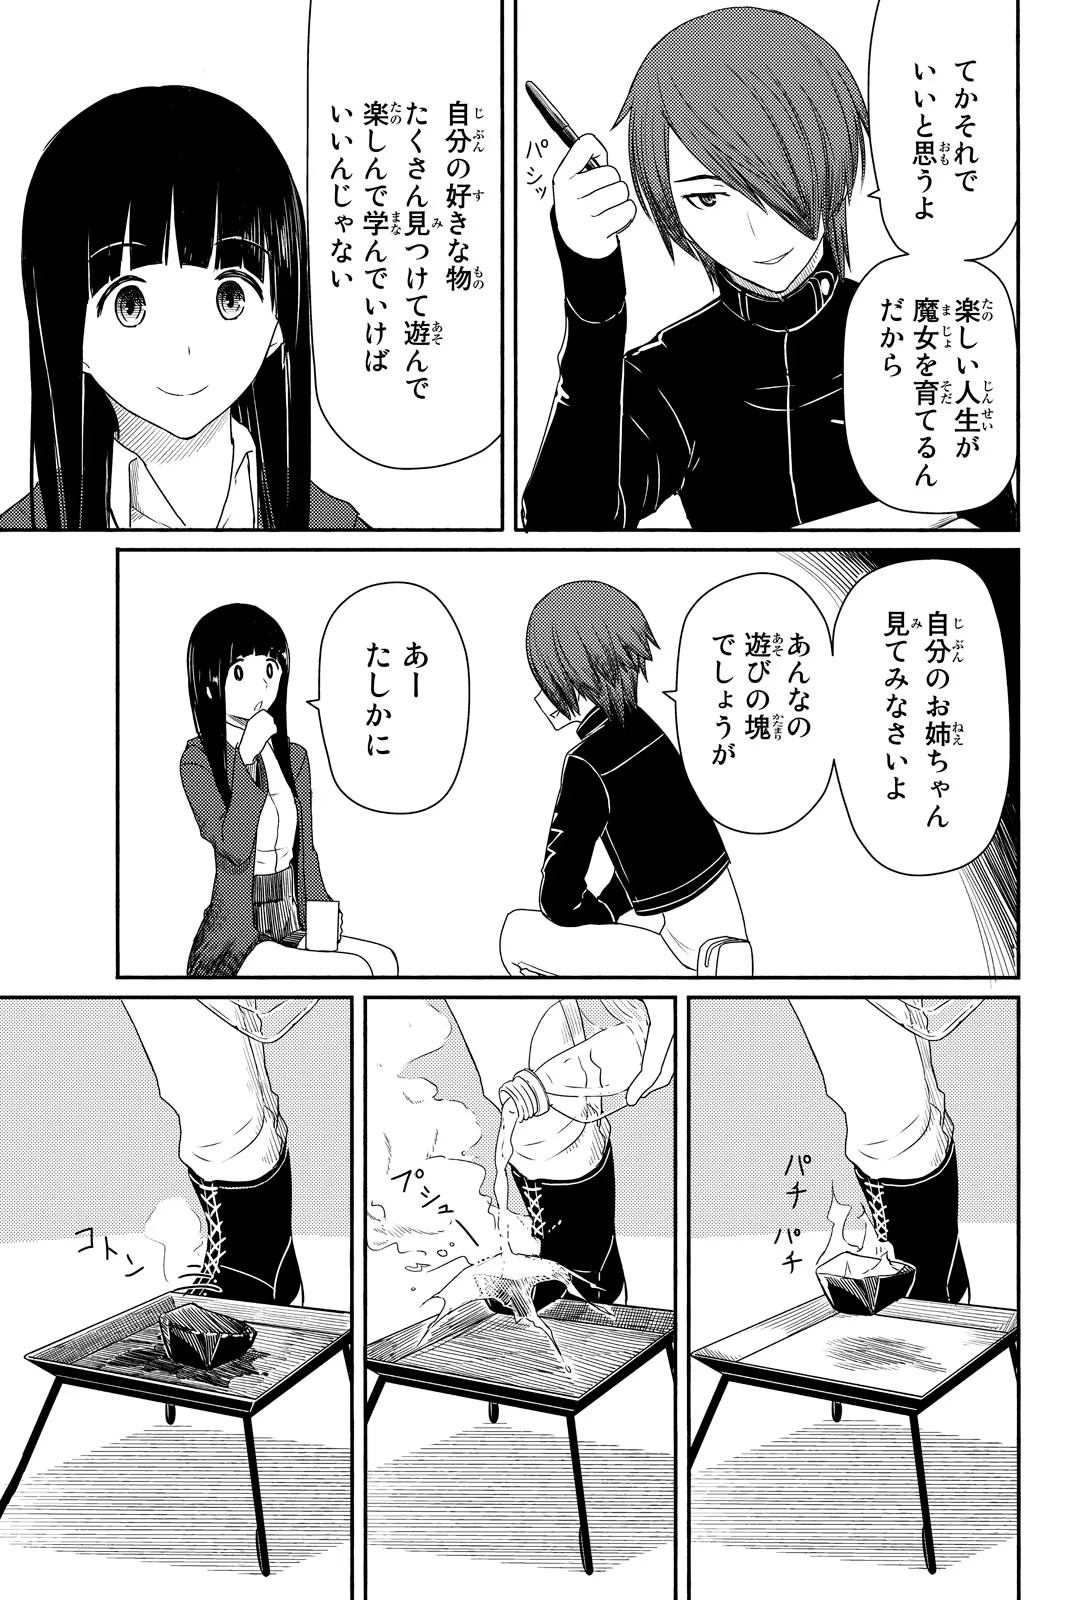 てかそれで
いいと思うよ
楽しい人生が
魔女を育てるん
だから
パシッ
自分の好きな物
たくさん見つけて遊んで
楽しんで学んでいけば
いいんじゃない
自分のお姉ちゃん
見てみなさいよ
あんなの
遊びの塊
でしょうが
あー
たしかに
パチ
パチ
プシュー
コトン